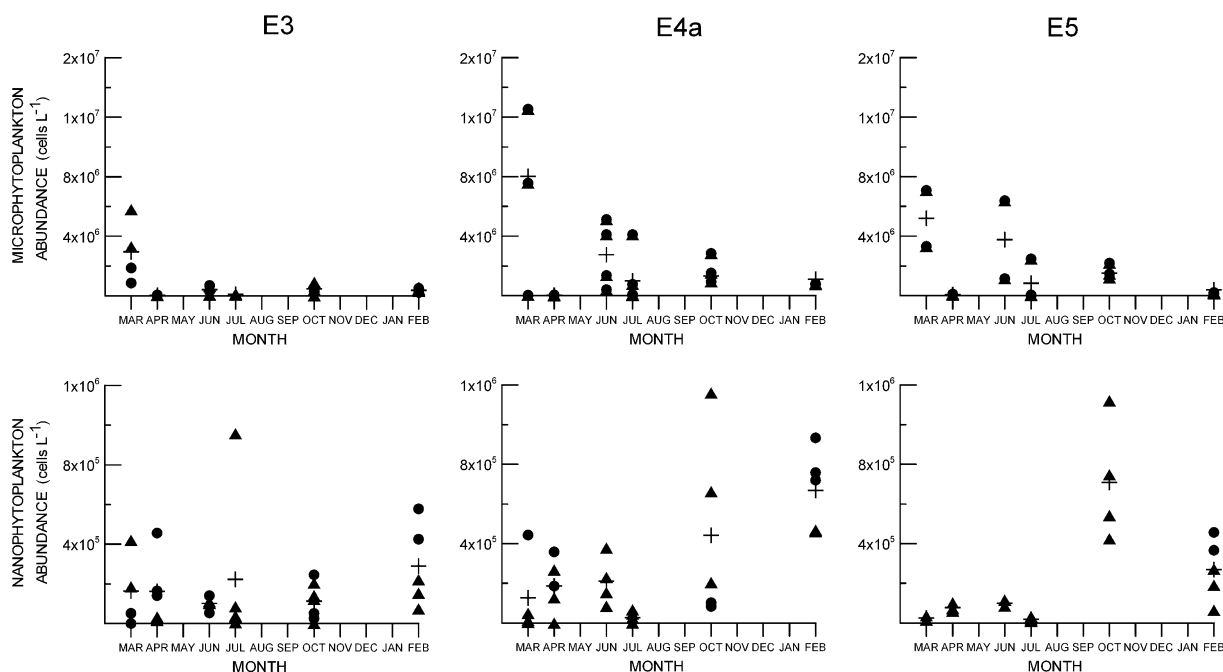 E3
E4a
E5
MICROPHYTOPLANKTON
ABUNDANCE (cells L⁻¹)
2x10⁷
1x10⁷
8x10⁶
4x10⁶
MAR APR MAY JUN JUL AUG SEP OCT NOV DEC JAN FEB
MONTH
2x10⁷
1x10⁷
8x10⁶
4x10⁶
MAR APR MAY JUN JUL AUG SEP OCT NOV DEC JAN FEB
MONTH
2x10⁷
1x10⁷
8x10⁶
4x10⁶
MAR APR MAY JUN JUL AUG SEP OCT NOV DEC JAN FEB
MONTH
NANOPHYTOPLANKTON
ABUNDANCE (cells L⁻¹)
1x10⁶
8x10⁵
4x10⁵
MAR APR MAY JUN JUL AUG SEP OCT NOV DEC JAN FEB
MONTH
1x10⁶
8x10⁵
4x10⁵
MAR APR MAY JUN JUL AUG SEP OCT NOV DEC JAN FEB
MONTH
1x10⁶
8x10⁵
4x10⁵
MAR APR MAY JUN JUL AUG SEP OCT NOV DEC JAN FEB
MONTH